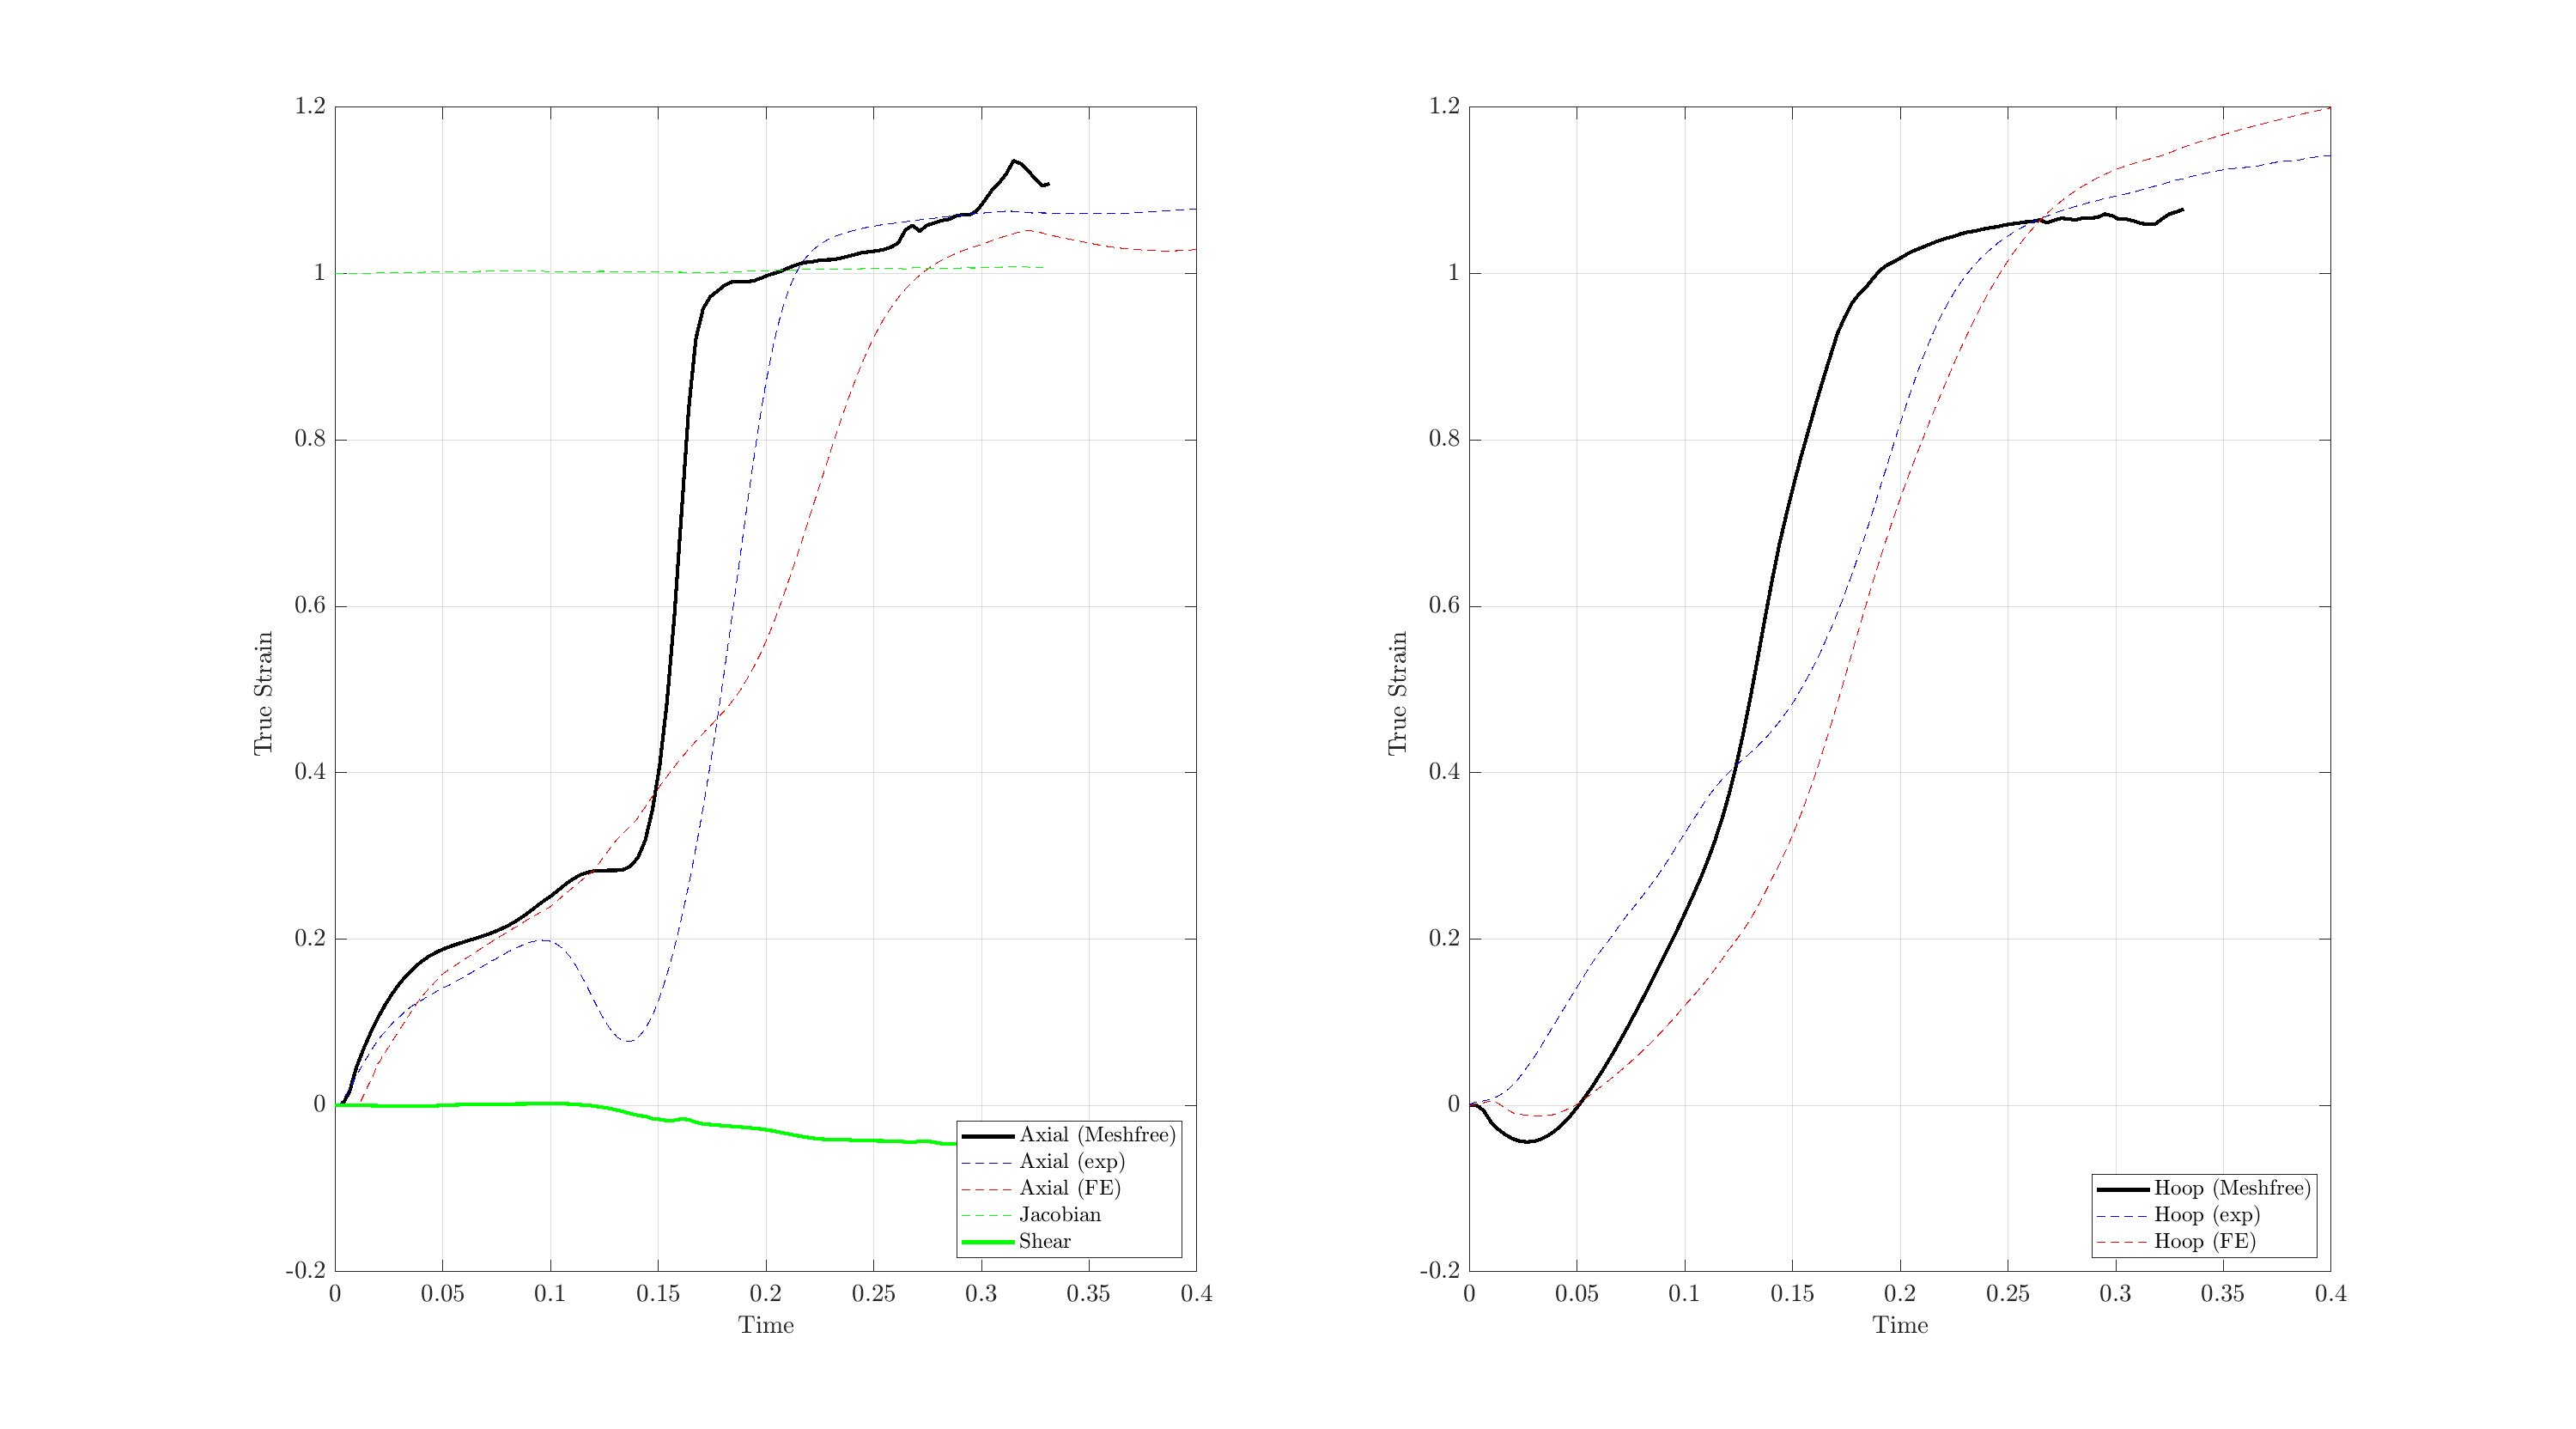 1.2
1
0.8
0.6
0.4
0.2
0
-0.2
True Strain
0 0.05 0.1 0.15 0.2 0.25 0.3 0.35 0.4
Time
Axial (Meshfree)
Axial (exp)
Axial (FE)
Jacobian
Shear
1.2
1
0.8
0.6
0.4
0.2
0
-0.2
True Strain
0 0.05 0.1 0.15 0.2 0.25 0.3 0.35 0.4
Time
Hoop (Meshfree)
Hoop (exp)
Hoop (FE)